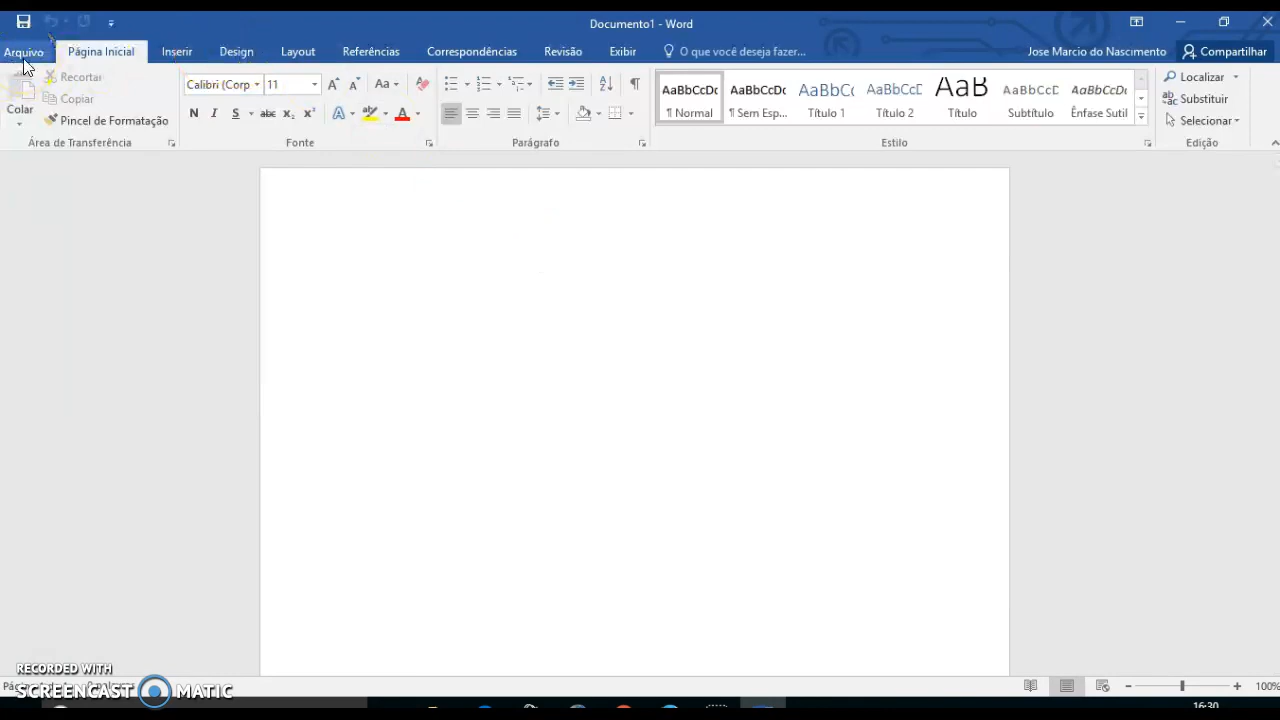 Documento1 - Word
Arquivo Página Inicial Inserir Design Layout Referências Correspondências Revisão Exibir O que você deseja fazer... Jose Marcio do Nascimento Compartilhar
Colar
Recortar
Copiar
Pincel de Formatação
Área de Transferência
Calibri (Corp 11
Aa
N I S abc x₂ x² A A
Fonte
Parágrafo
AaBbCcDc AaBbCcDc AaBbCc AaBbCcD AaB AaBbCcD AaBbCcDc
¶ Normal ¶ Sem Esp... Título 1 Título 2 Título Subtítulo Ênfase Sutil
Estilo
Localizar
Substituir
Selecionar
Edição
RECORDED WITH
SCREENCAST MATIC
100%
16:30